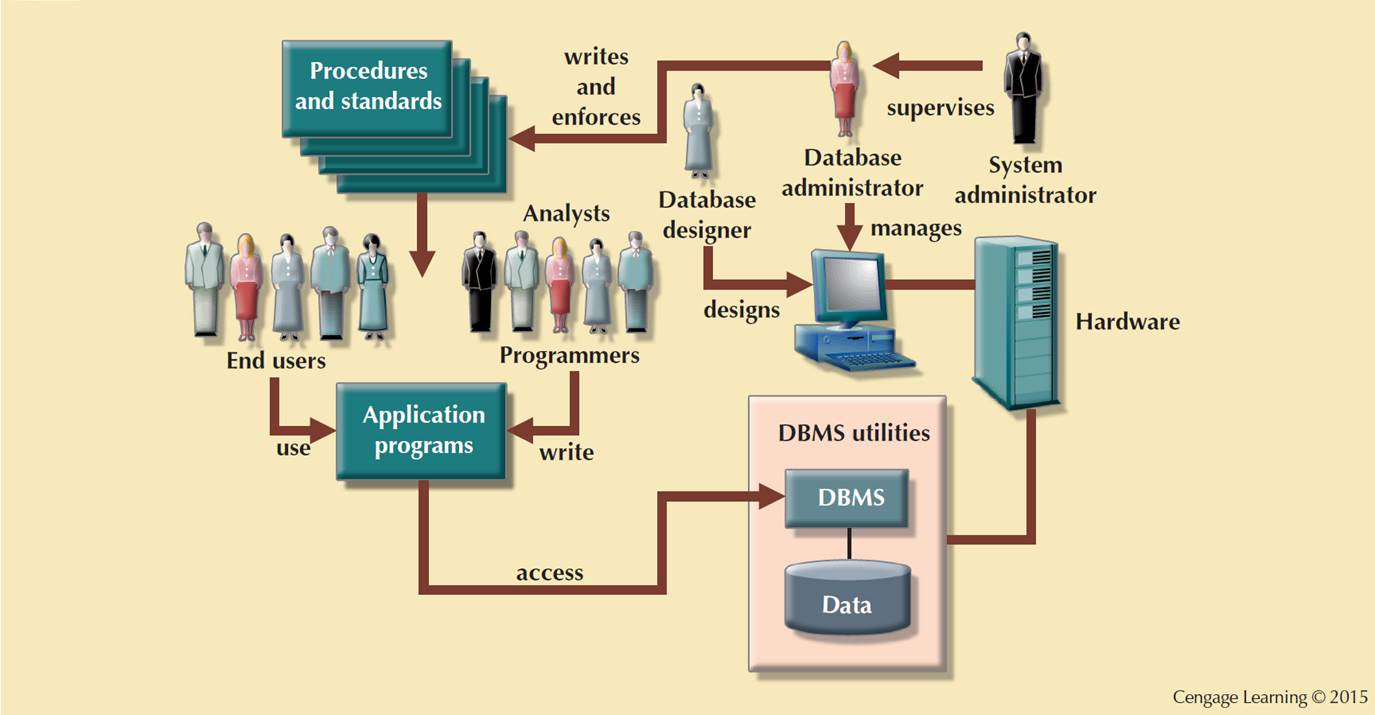 Procedures
and standards
writes
and
enforces
supervises
Database
administrator
System
administrator
Database
designer
manages
Analysts
designs
Hardware
End users
Programmers
Application
programs
use
write
DBMS utilities
DBMS
access
Data
Cengage Learning © 2015